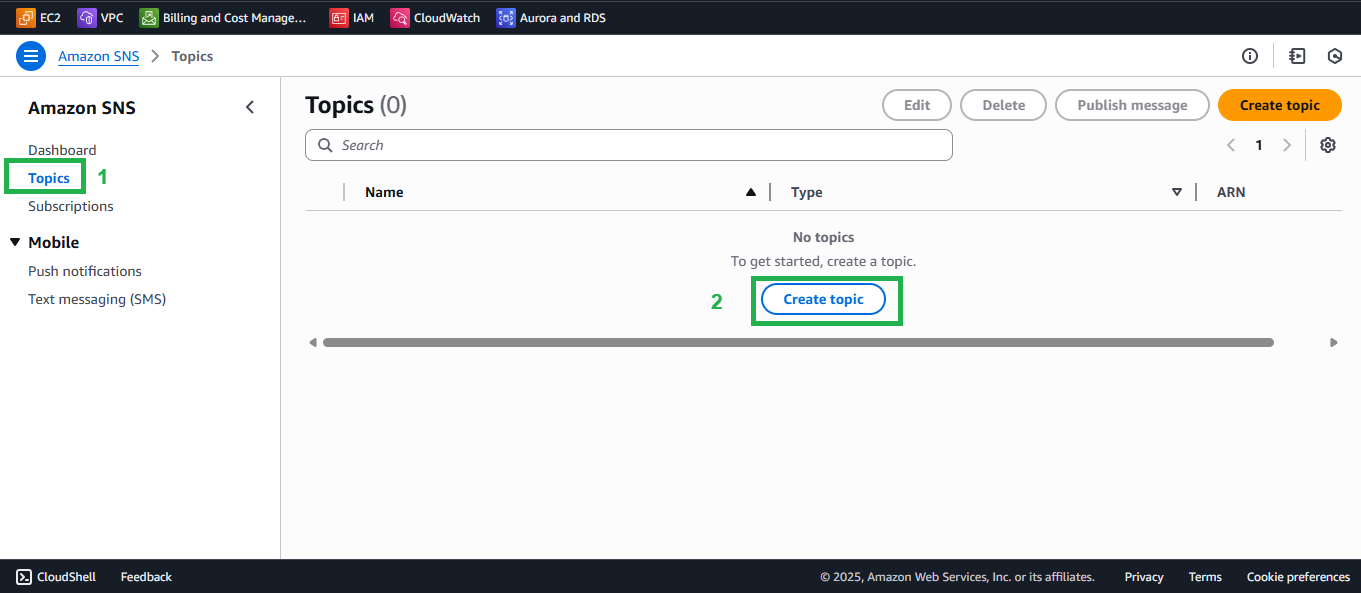 EC2 VPC Billing and Cost Manage... IAM CloudWatch Aurora and RDS
Amazon SNS Topics
Amazon SNS
Dashboard
Topics 1
Subscriptions
Mobile
Push notifications
Text messaging (SMS)
Topics (0) Edit Delete Publish message Create topic
Search 1
Name Type ARN
No topics
To get started, create a topic.
2 Create topic
CloudShell Feedback © 2025, Amazon Web Services, Inc. or its affiliates. Privacy Terms Cookie preferences